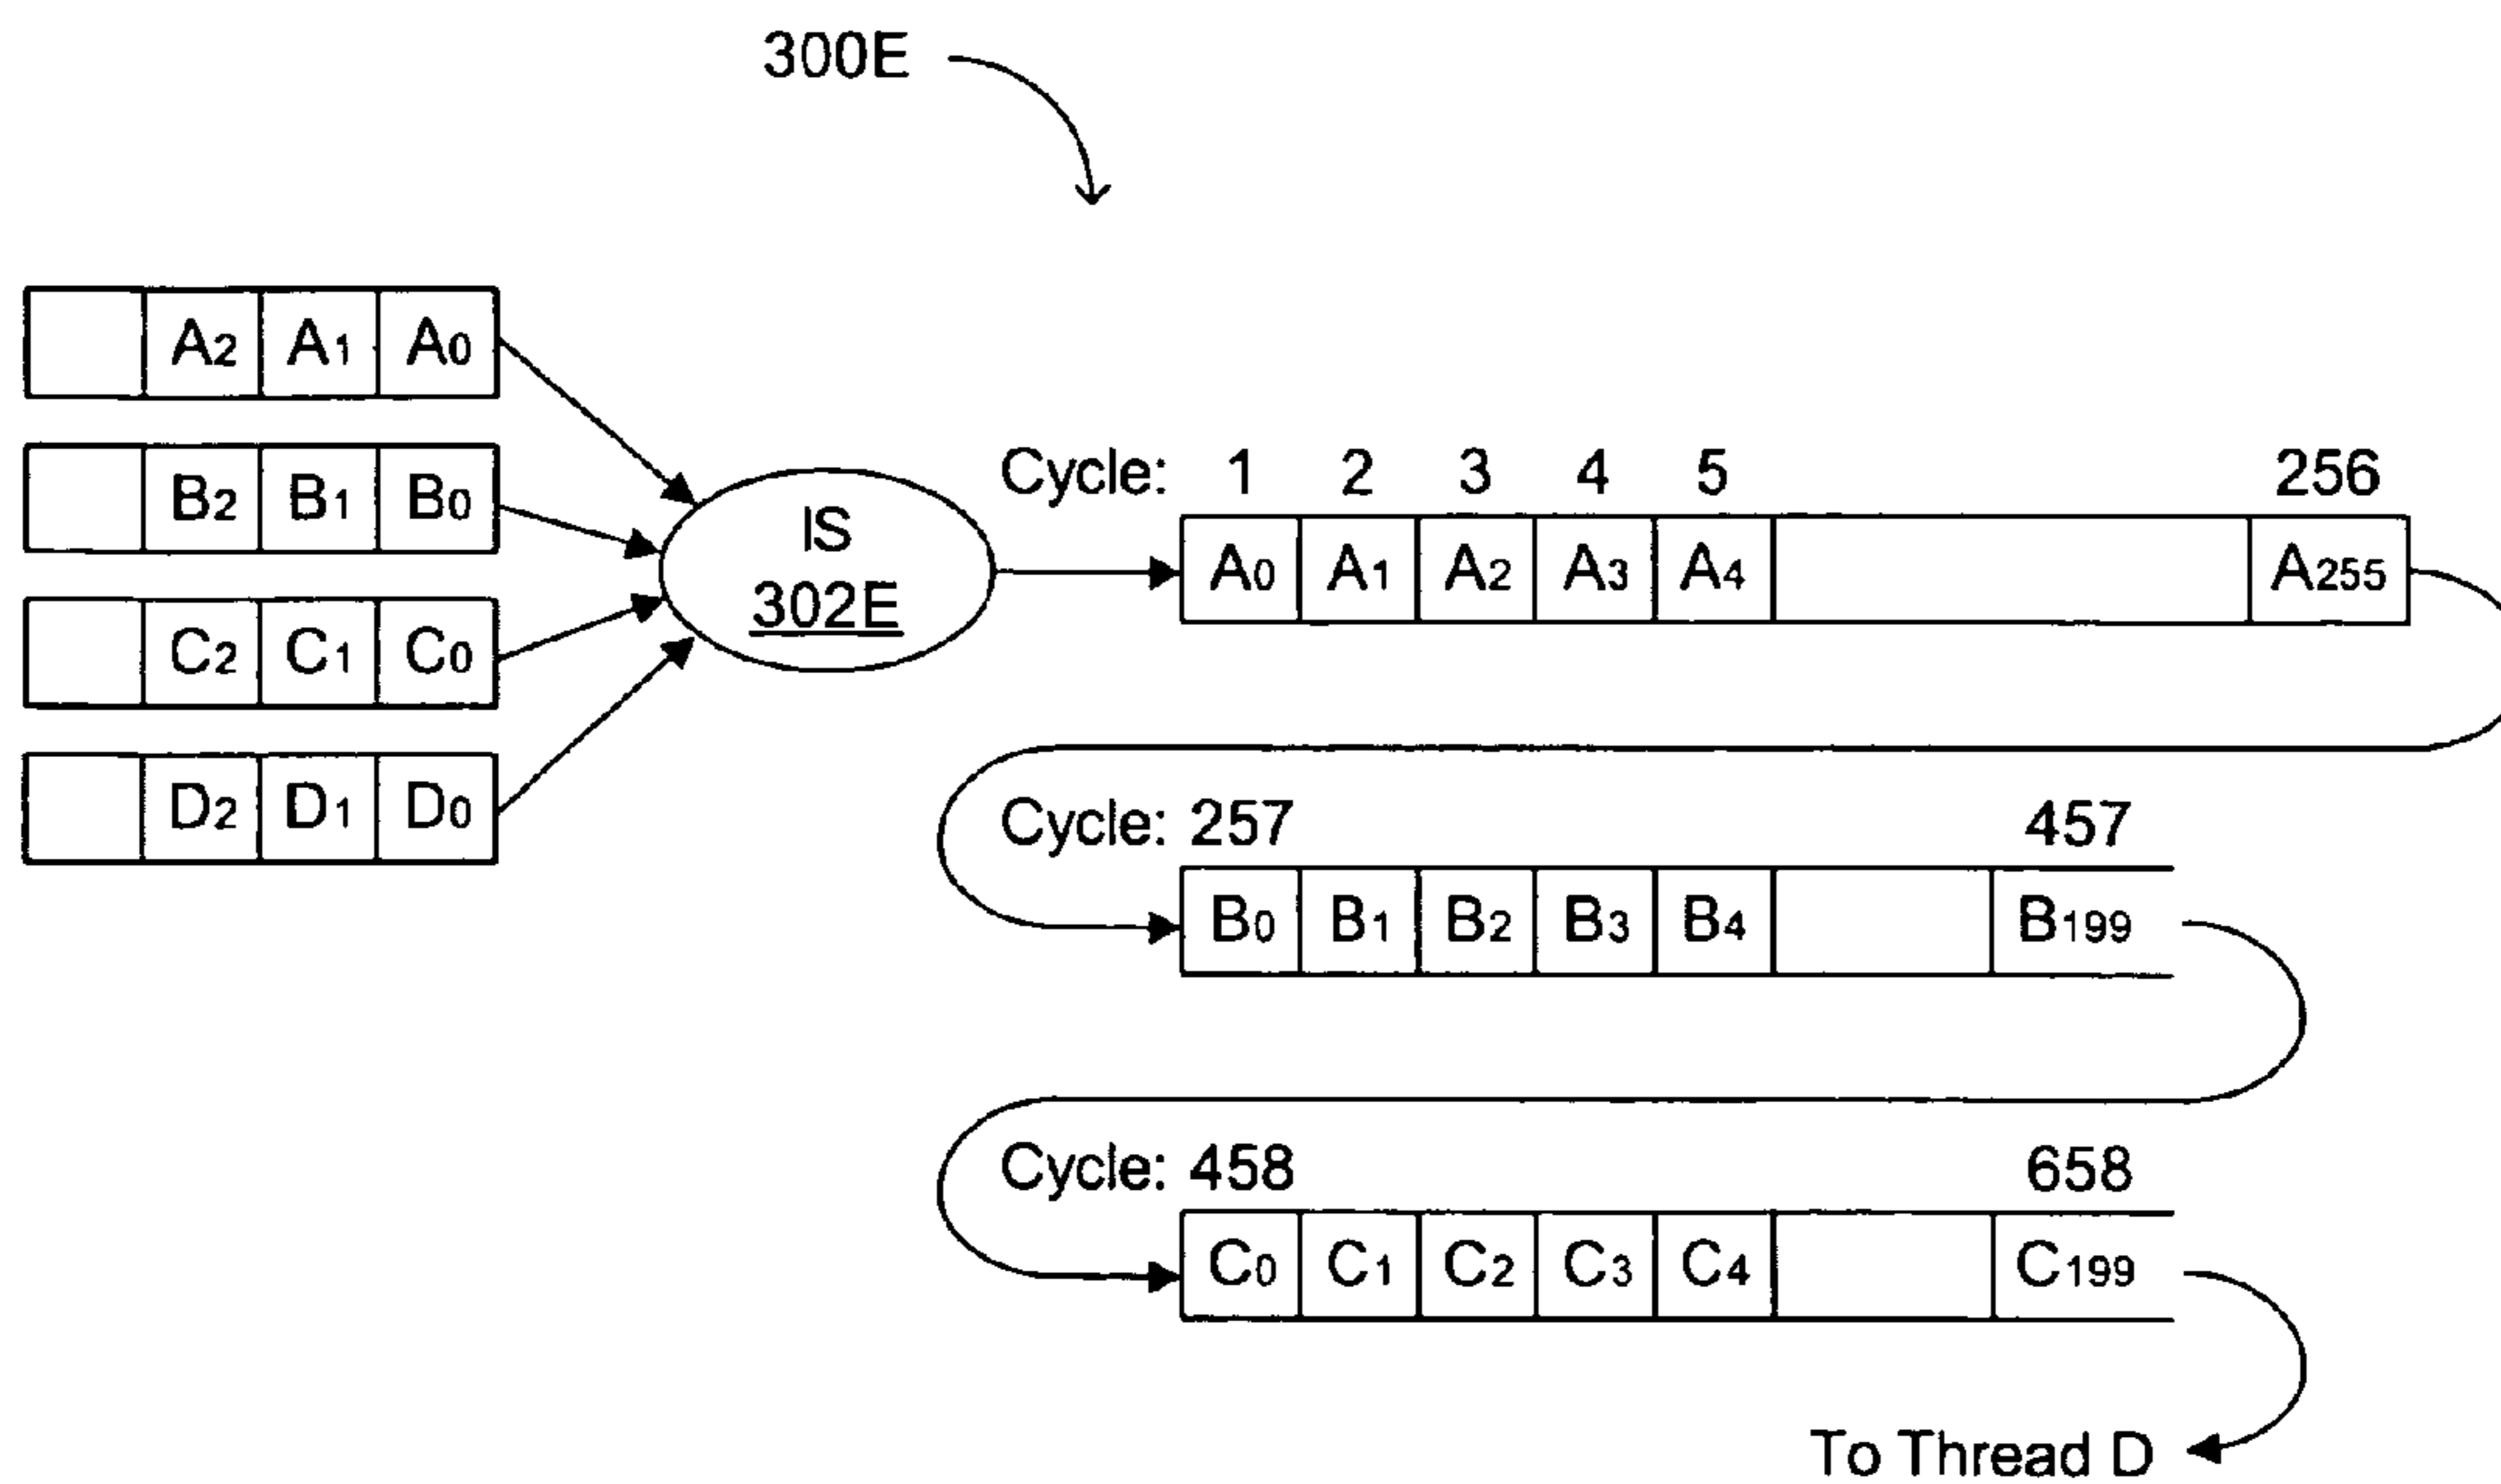 300E
A2 A1 A0
B2 B1 B0
C2 C1 C0
D2 D1 D0
IS
302E
Cycle: 1 2 3 4 5 256
A0 A1 A2 A3 A4 A255
Cycle: 257 457
B0 B1 B2 B3 B4 B199
Cycle: 458 658
C0 C1 C2 C3 C4 C199
To Thread D